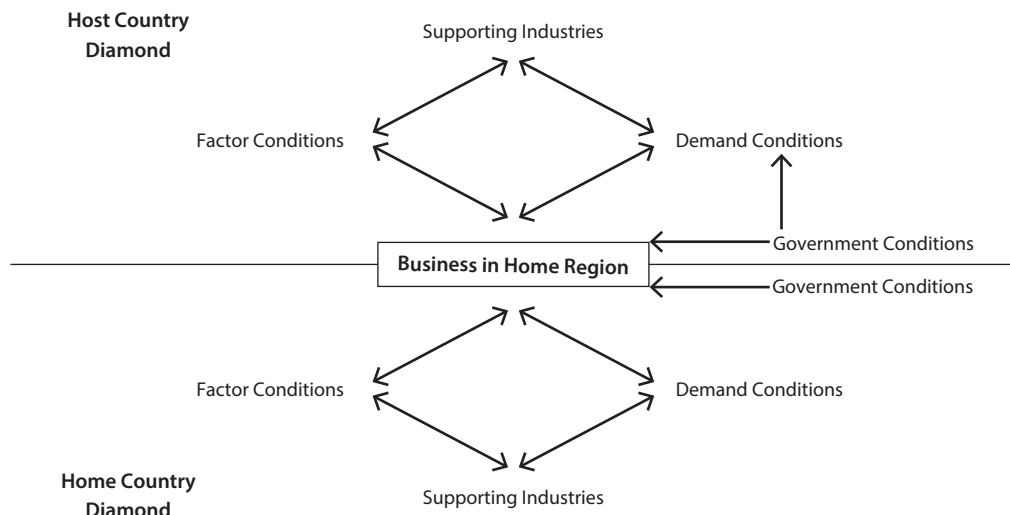 Host Country
Diamond
Supporting Industries
Factor Conditions
Demand Conditions
Government Conditions
Business in Home Region
Government Conditions
Factor Conditions
Demand Conditions
Home Country
Diamond
Supporting Industries